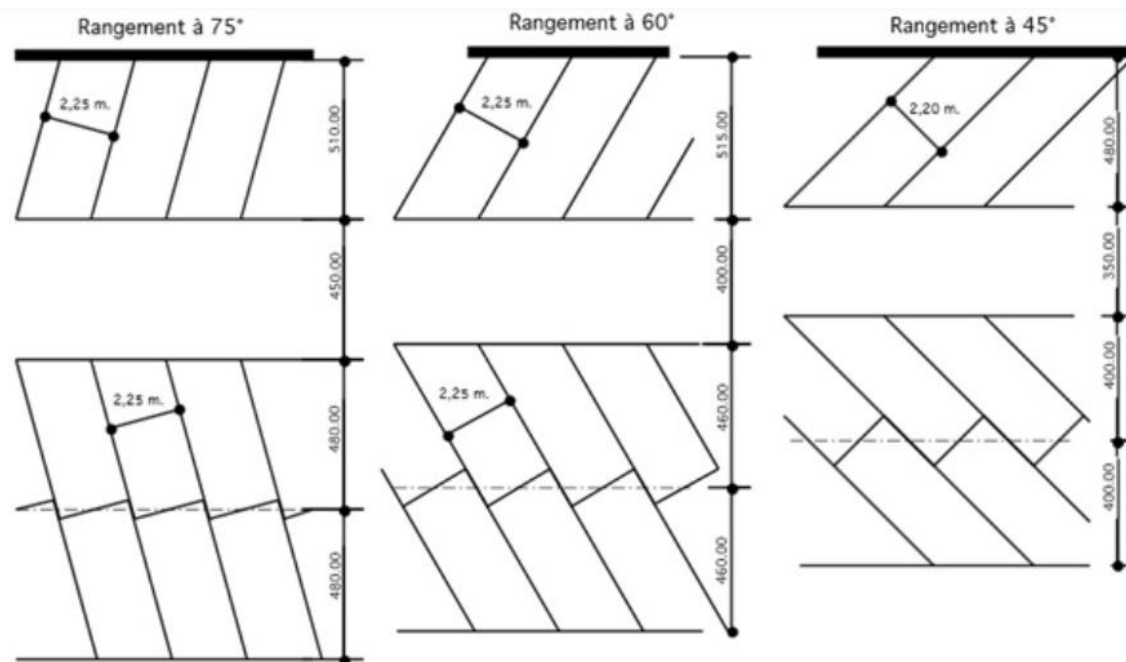 Rangement à 75°
2,25 m.
510.00
450.00
2,25 m.
480.00
480.00
Rangement à 60°
2,25 m.
515.00
400.00
2,25 m.
460.00
460.00
Rangement à 45°
2,20 m.
480.00
350.00
400.00
400.00